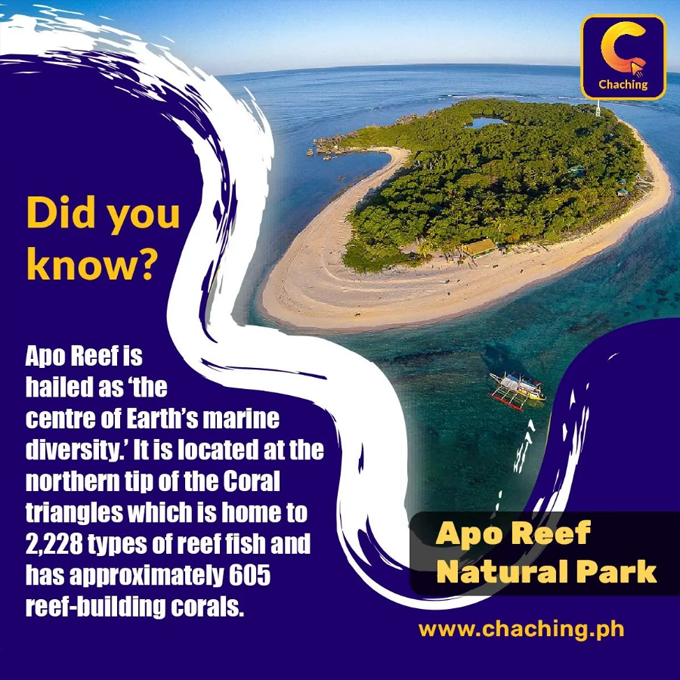 Chaching
Did you
know?
Apo Reef is
hailed as ‘the
centre of Earth’s marine
diversity.’ It is located at the
northern tip of the Coral
triangles which is home to
2,228 types of reef fish and
has approximately 605
reef-building corals.
Apo Reef
Natural Park
www.chaching.ph